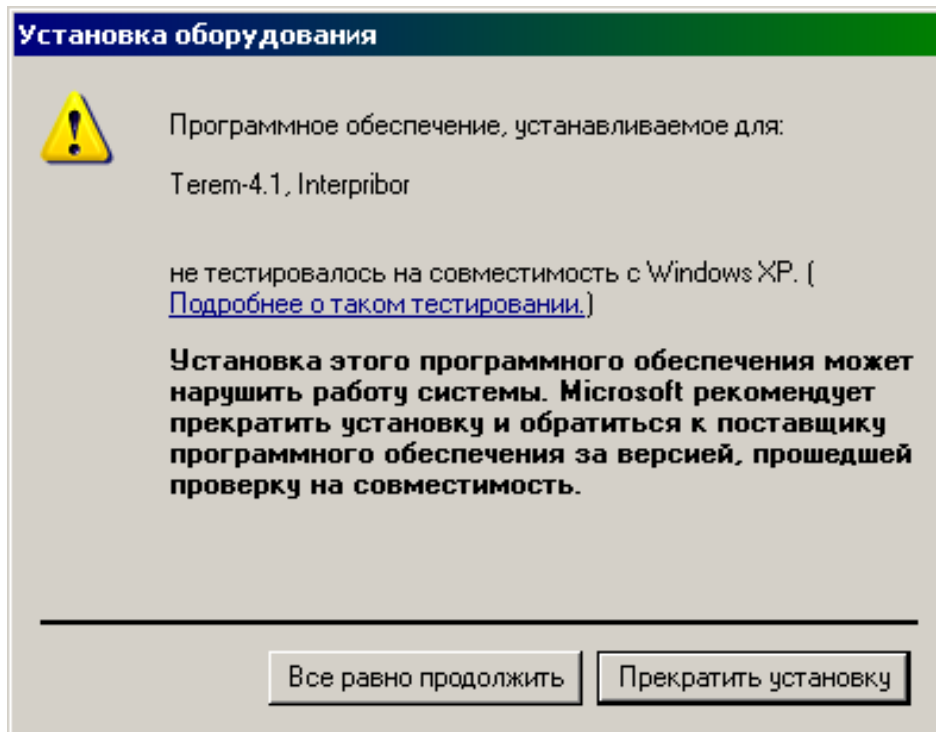 Установка оборудования
Программное обеспечение, устанавливаемое для:
Terem-4.1, Interpribor
не тестировалось на совместимость с Windows XP. (
Подробнее о таком тестировании.)
Установка этого программного обеспечения может
нарушить работу системы. Microsoft рекомендует
прекратить установку и обратиться к поставщику
программного обеспечения за версией, прошедшей
проверку на совместимость.
Все равно продолжить
Прекратить установку